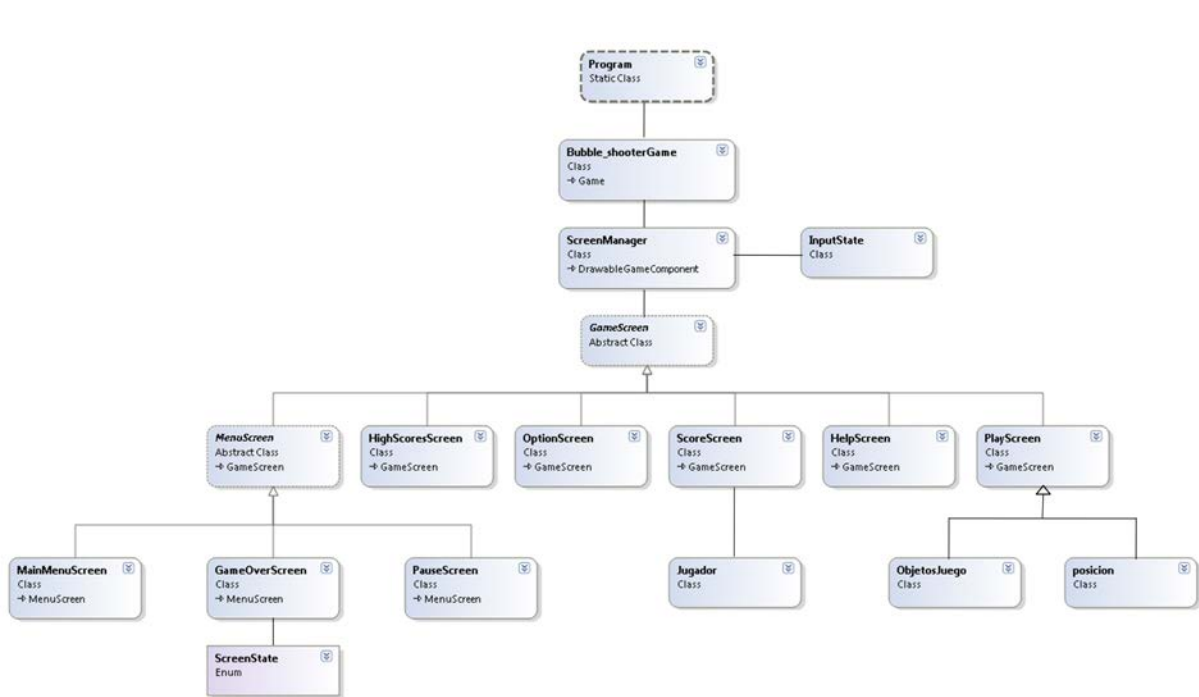 Program
Static Class
Bubble_shooterGame
Class
Game
ScreenManager
Class
DrawableGameComponent
InputState
Class
GameScreen
Abstract Class
MenuScreen
Abstract Class
GameScreen
HighScoresScreen
Class
GameScreen
OptionScreen
Class
GameScreen
ScoreScreen
Class
GameScreen
HelpScreen
Class
GameScreen
PlayScreen
Class
GameScreen
MainMenuScreen
Class
MenuScreen
GameOverScreen
Class
MenuScreen
PauseScreen
Class
MenuScreen
Jugador
Class
ObjetosJuego
Class
posicion
Class
ScreenState
Enum